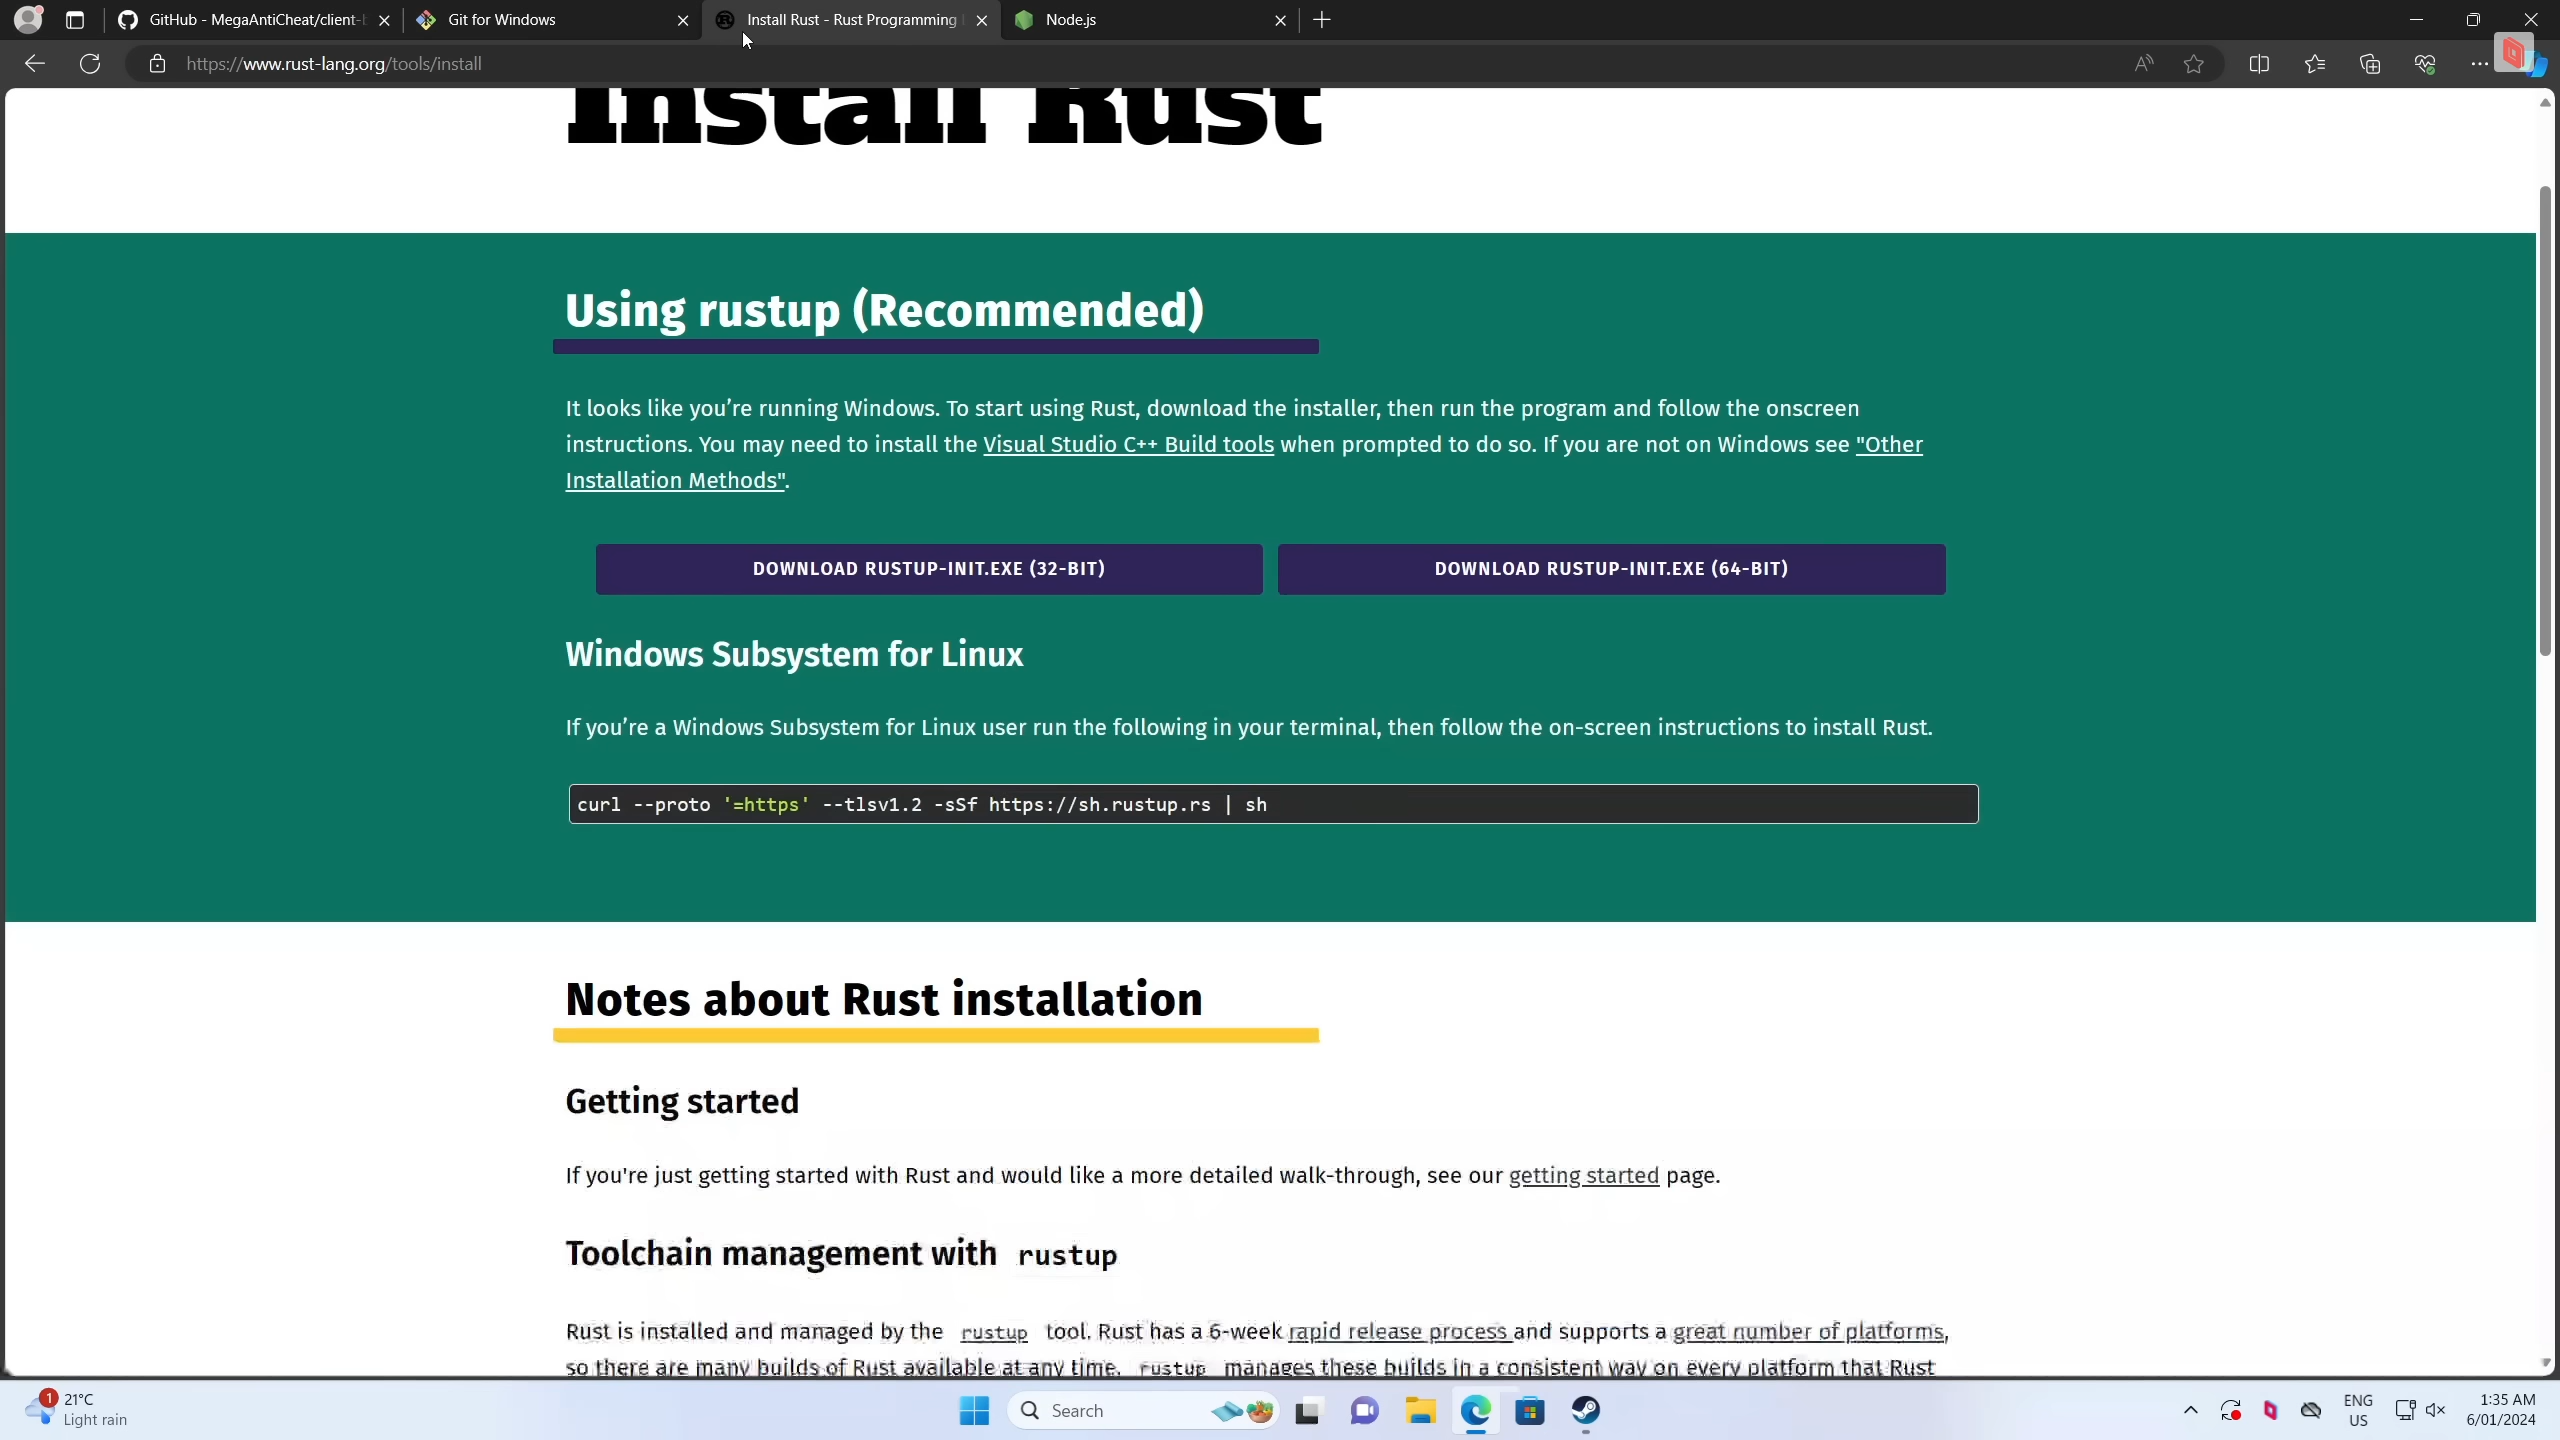 GitHub - MegaAntiCheat/client-b
Git for Windows
Install Rust - Rust Programming
Node.js
https://www.rust-lang.org/tools/install
Install Rust
Using rustup (Recommended)
It looks like you're running Windows. To start using Rust, download the installer, then run the program and follow the onscreen
instructions. You may need to install the Visual Studio C++ Build tools when prompted to do so. If you are not on Windows see "Other
Installation Methods".
DOWNLOAD RUSTUP-INIT.EXE (32-BIT)
DOWNLOAD RUSTUP-INIT.EXE (64-BIT)
Windows Subsystem for Linux
If you're a Windows Subsystem for Linux user run the following in your terminal, then follow the on-screen instructions to install Rust.
curl --proto '=https' --tlsv1.2 -sSf https://sh.rustup.rs | sh
Notes about Rust installation
Getting started
If you're just getting started with Rust and would like a more detailed walk-through, see our getting started page.
Toolchain management with rustup
Rust is installed and managed by the rustup tool. Rust has a 6-week rapid release process and supports a great number of platforms,
so there are many builds of Rust available at any time. rustup manages these builds in a consistent way on every platform that Rust
1
21°C
Light rain
Search
ENG
US
1:35 AM
6/01/2024